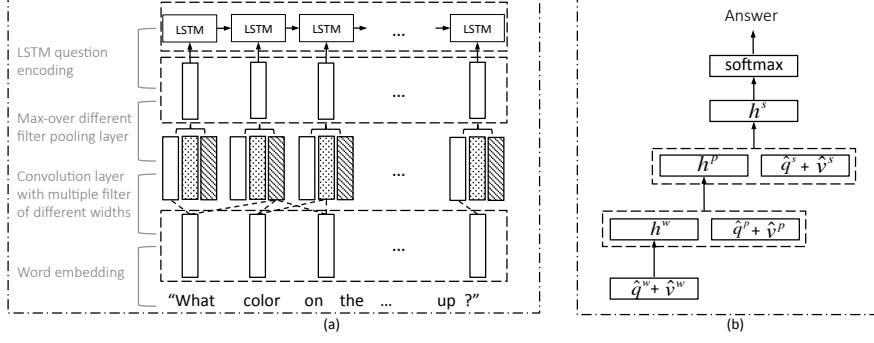 LSTM LSTM LSTM ... LSTM
LSTM question
encoding
...
Max-over different
filter pooling layer
Convolution layer
with multiple filter
of different widths
...
...
Word embedding
“What color on the ... up ?”
(a)
Answer
softmax
h^s
h^p q̂^s + v̂^s
h^w q̂^p + v̂^p
q̂^w + v̂^w
(b)